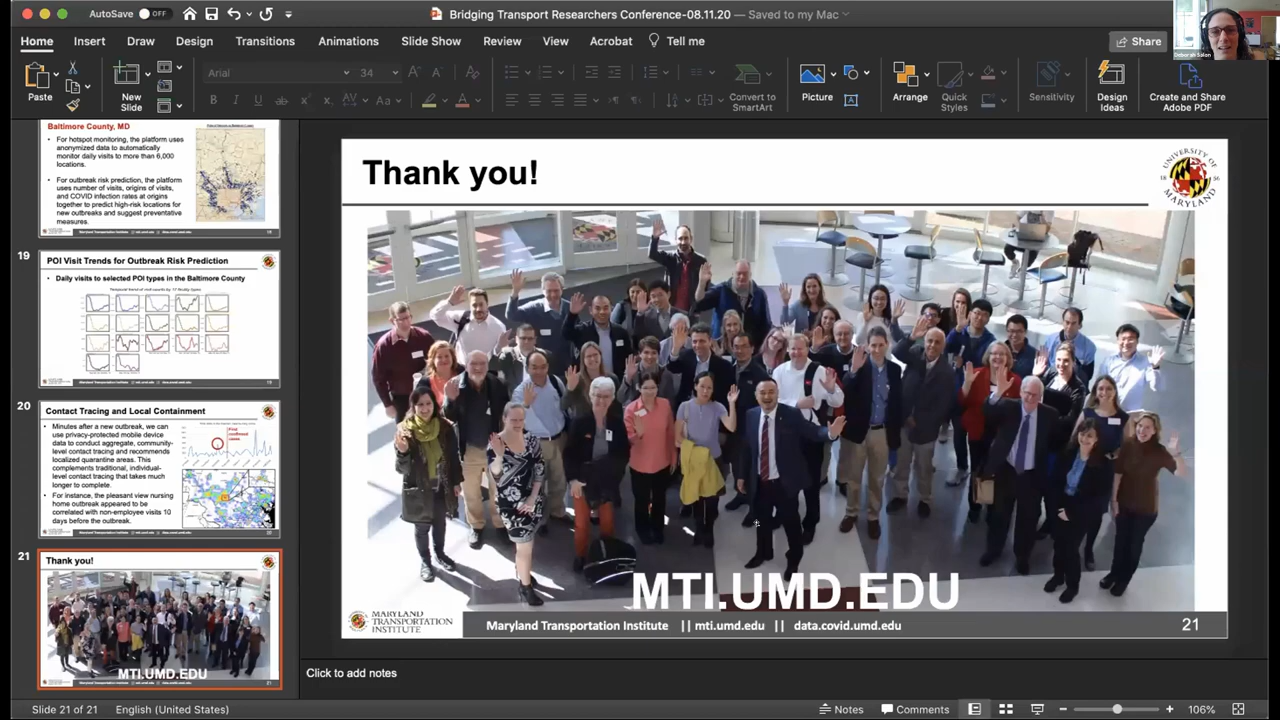 AutoSave OFF
Bridging Transport Researchers Conference-08.11.20 — Saved to my Mac
Deborah Salon
Home Insert Draw Design Transitions Animations Slide Show Review View Acrobat Tell me
Share
Paste
New
Slide
Arial 34
Convert to
SmartArt
Picture
Arrange
Quick
Styles
Sensitivity
Design
Ideas
Create and Share
Adobe PDF
Baltimore County, MD
• For hotspot monitoring, the platform uses
anonymized data to automatically
monitor daily visits to more than 6,000
locations.
• For outbreak risk prediction, the platform
uses number of visits, origins of visits,
and COVID infection rates at origins
together to predict high-risk locations for
new outbreaks and suggest preventative
measures.
19
POI Visit Trends for Outbreak Risk Prediction
• Daily visits to selected POI types in the Baltimore County
20
Contact Tracing and Local Containment
• Minutes after a new outbreak, we can
use privacy-protected mobile device
data to conduct aggregate, community-
level contact tracing and recommends
localized quarantine areas. This
complements traditional, individual-
level contact tracing that takes much
longer to complete.
• For instance, the pleasant view nursing
home outbreak appeared to be
correlated with non-employee visits 10
days before the outbreak.
First
confirmed
cases
21
Thank you!
MTI.UMD.EDU
Thank you!
UNIVERSITY OF
18 56
MARYLAND
MTI.UMD.EDU
MARYLAND
TRANSPORTATION
INSTITUTE
Maryland Transportation Institute || mti.umd.edu || data.covid.umd.edu
21
Click to add notes
Slide 21 of 21 English (United States) Notes Comments 106%